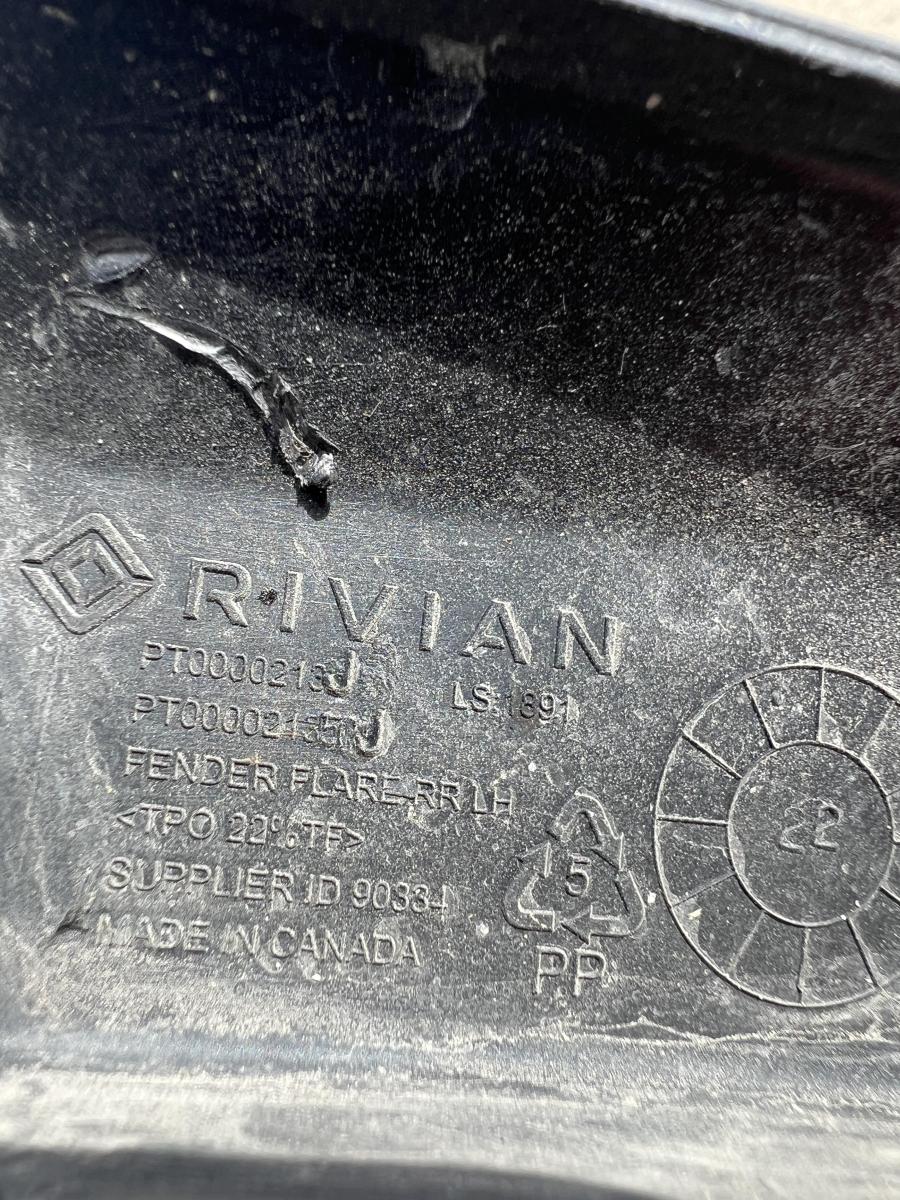 RIVIAN
LS.1891
FENDER FLARE,RR LH
<TPO 22%TF>
SUPPLIER ID 90334
MADE IN CANADA
5
PP
22